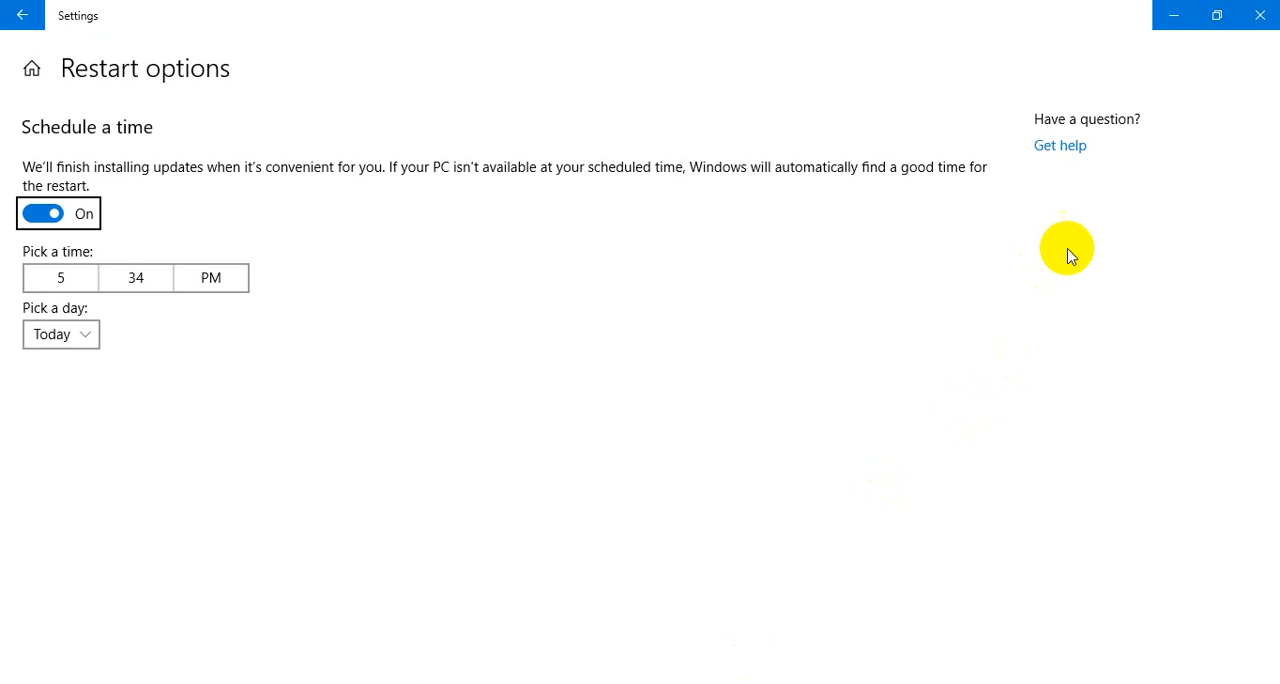 Settings
Restart options
Schedule a time
We'll finish installing updates when it's convenient for you. If your PC isn't available at your scheduled time, Windows will automatically find a good time for
the restart.
On
Pick a time:
5 34 PM
Pick a day:
Today
Have a question?
Get help